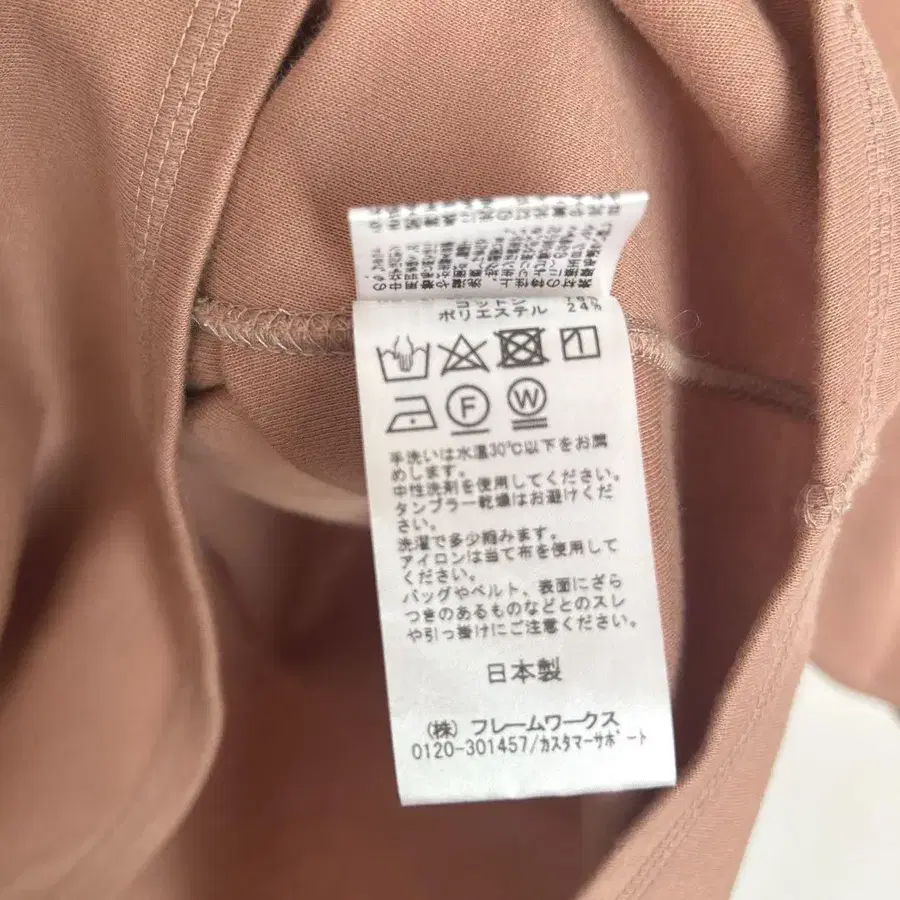 コットン
ポリエステル 24%
F W
手洗いは水温30℃以下をお薦
めします。
中性洗剤を使用してください。
タンブラー乾燥はお避けくだ
さい。
洗濯で多少縮みます。
アイロンは当て布を使用して
ください。
バッグやベルト、表面にざら
つきのあるものなどとのスレ
や引っ掛けにご注意ください。
日本製
(株) フレームワークス
0120-301457/カスタマーサポート